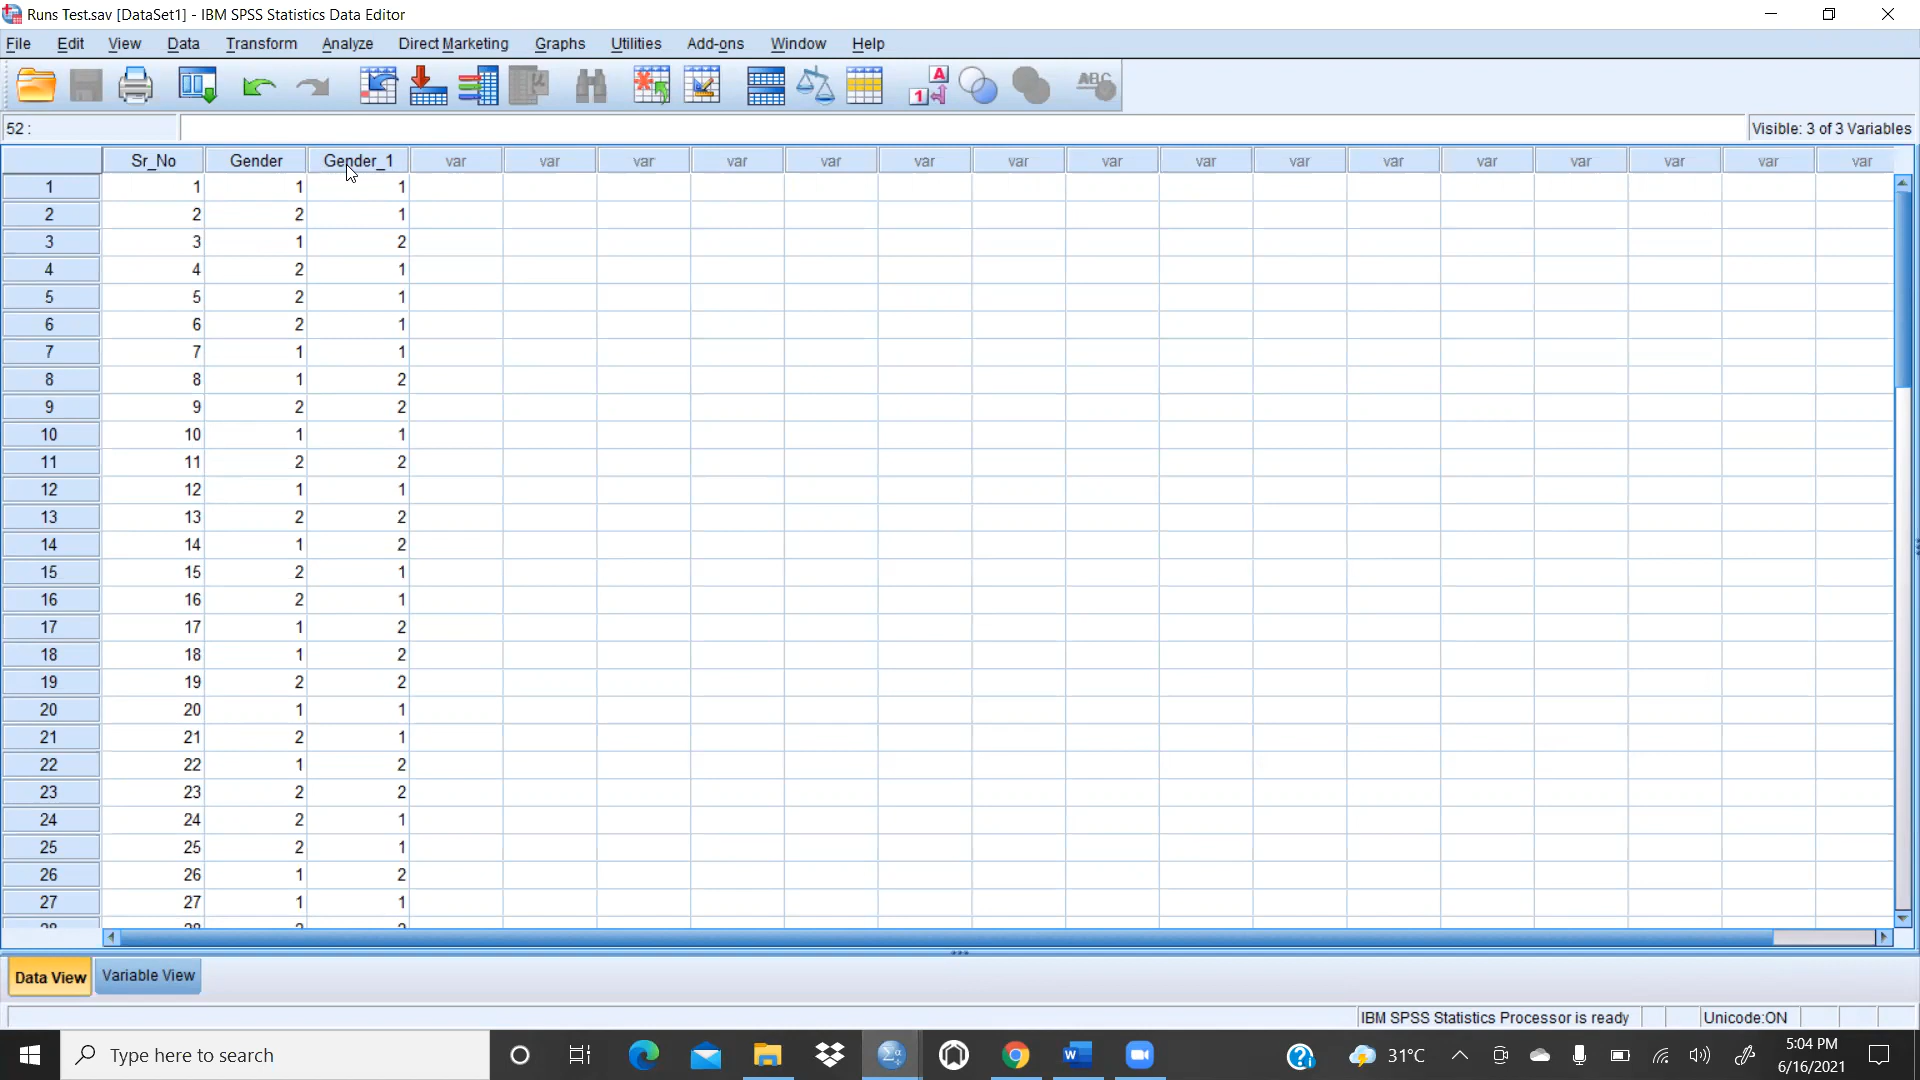 Runs Test.sav [DataSet1] - IBM SPSS Statistics Data Editor
File Edit View Data Transform Analyze Direct Marketing Graphs Utilities Add-ons Window Help
A
1
ABC
52 :
Visible: 3 of 3 Variables
Sr_No Gender Gender_1 var var var var var var var var var var var var var var var var
1 1 1 1
2 2 2 1
3 3 1 2
4 4 2 1
5 5 2 1
6 6 2 1
7 7 1 1
8 8 1 2
9 9 2 2
10 10 1 1
11 11 2 2
12 12 1 1
13 13 2 2
14 14 1 2
15 15 2 1
16 16 2 1
17 17 1 2
18 18 1 2
19 19 2 2
20 20 1 1
21 21 2 1
22 22 1 2
23 23 2 2
24 24 2 1
25 25 2 1
26 26 1 2
27 27 1 1
28 28 2 2
Data View Variable View
IBM SPSS Statistics Processor is ready Unicode:ON
Type here to search
31°C
5:04 PM
6/16/2021